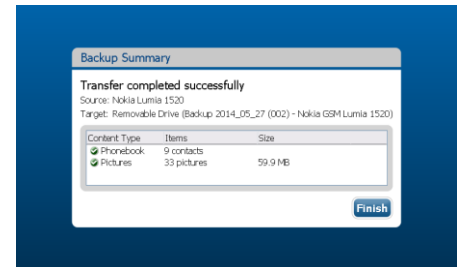 Backup Summary
Transfer completed successfully
Source: Nokia Lumia 1520
Target: Removable Drive (Backup 2014_05_27 (002) - Nokia GSM Lumia 1520)
Content Type Items Size
Phonebook 9 contacts
Pictures 33 pictures 59.9 MB
Finish